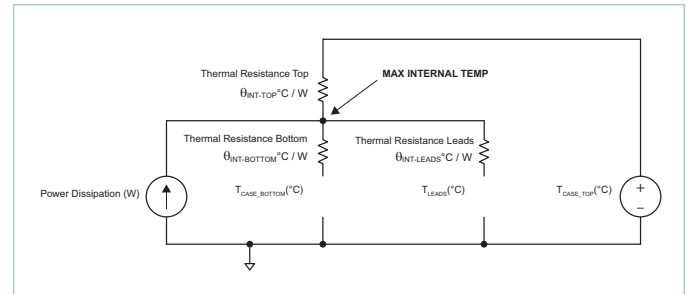 Thermal Resistance Top
θINT-TOP°C / W
MAX INTERNAL TEMP
Thermal Resistance Bottom
θINT-BOTTOM°C / W
Thermal Resistance Leads
θINT-LEADS°C / W
Power Dissipation (W)
TCASE_BOTTOM(°C)
TLEADS(°C)
TCASE_TOP(°C)
+
–